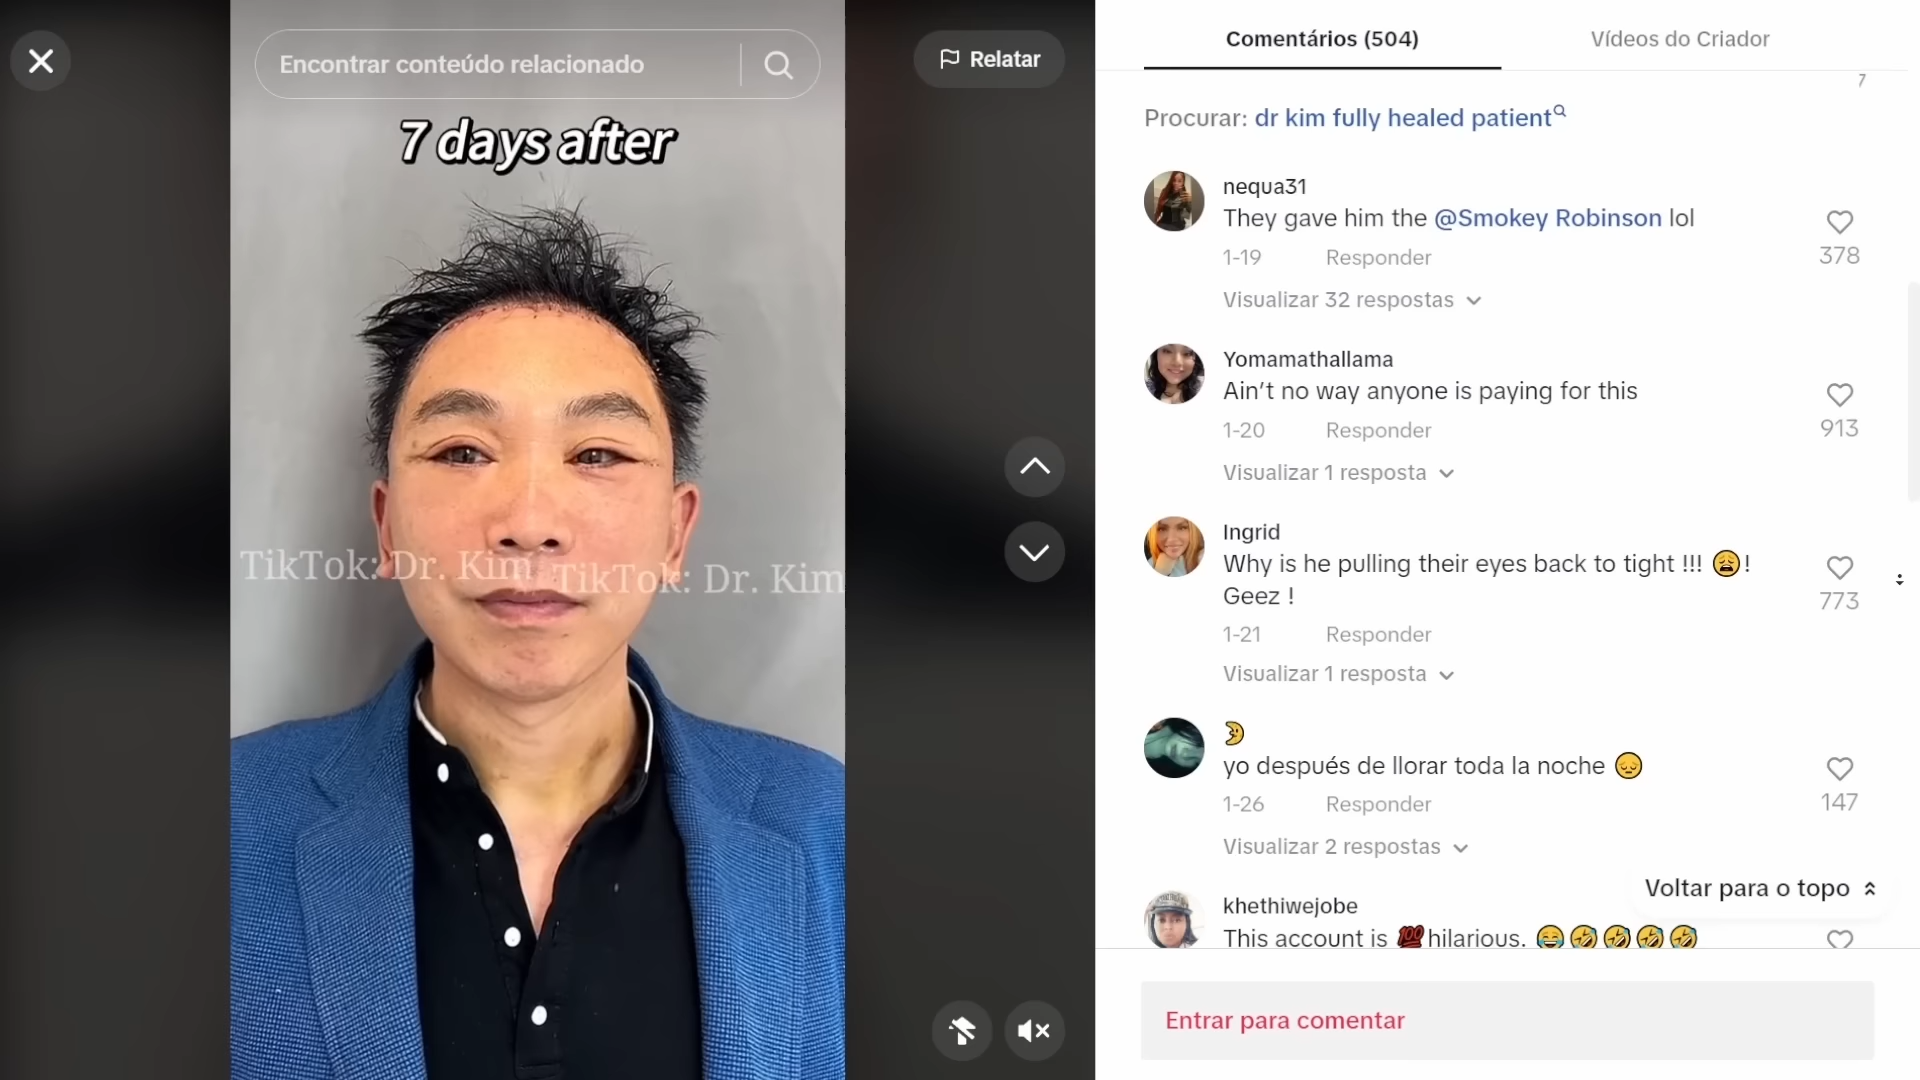 Encontrar conteúdo relacionado
Relatar
7 days after
TikTok: Dr. Kim
TikTok: Dr. Kim
Comentários (504)
Vídeos do Criador
7
Procurar: dr kim fully healed patient
nequa31
They gave him the @Smokey Robinson lol
378
1-19 Responder
Visualizar 32 respostas
Yomamathallama
Ain't no way anyone is paying for this
913
1-20 Responder
Visualizar 1 resposta
Ingrid
Why is he pulling their eyes back to tight !!! 😩!
Geez !
773
1-21 Responder
Visualizar 1 resposta
🌛
yo después de llorar toda la noche 😔
147
1-26 Responder
Visualizar 2 respostas
Voltar para o topo
khethiwejobe
This account is 💯hilarious. 😂🤣🤣🤣🤣
Entrar para comentar